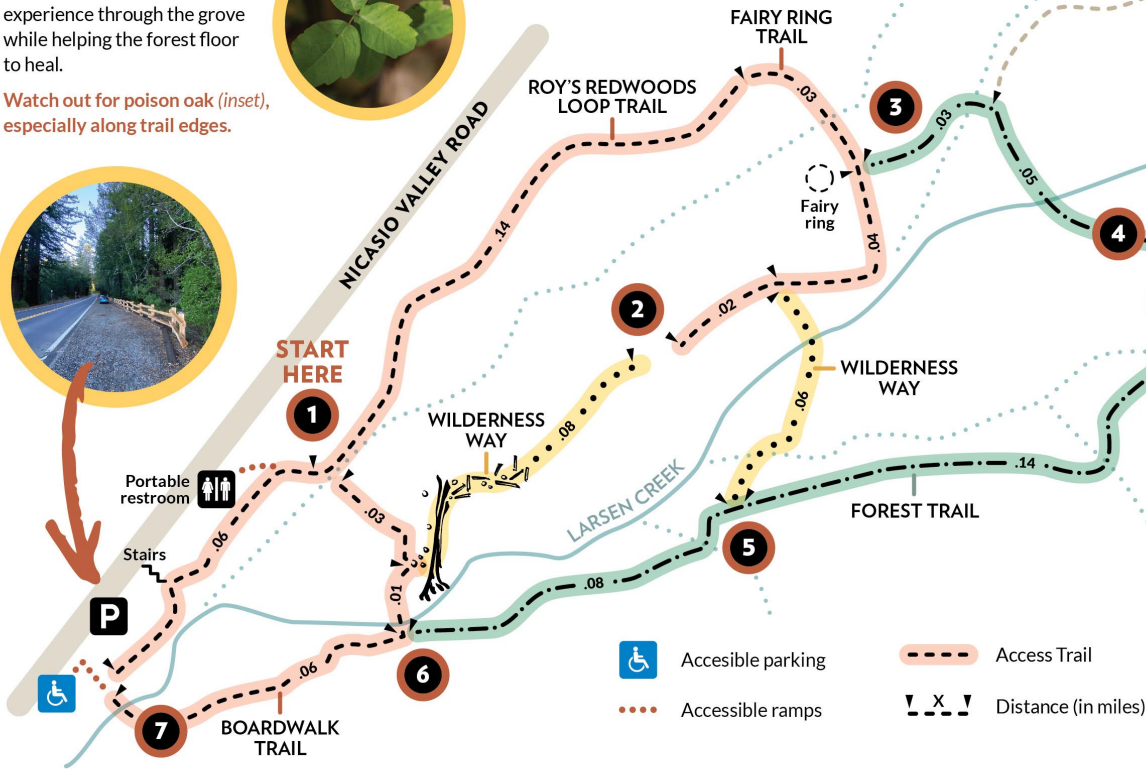 experience through the grove
while helping the forest floor
to heal.
Watch out for poison oak (inset),
especially along trail edges.
NICASIO VALLEY ROAD
ROY'S REDWOODS
LOOP TRAIL
FAIRY RING
TRAIL
.03
3
.03
.05
4
Fairy
ring
.04
.14
2
.02
START
HERE
1
WILDERNESS
WAY
.06
WILDERNESS
WAY
.08
Portable
restroom
.03
.06
Stairs
LARSEN CREEK
.14
FOREST TRAIL
5
P
.01
.08
6
.06
7
BOARDWALK
TRAIL
Accesible parking
Accessible ramps
Access Trail
X
Distance (in miles)